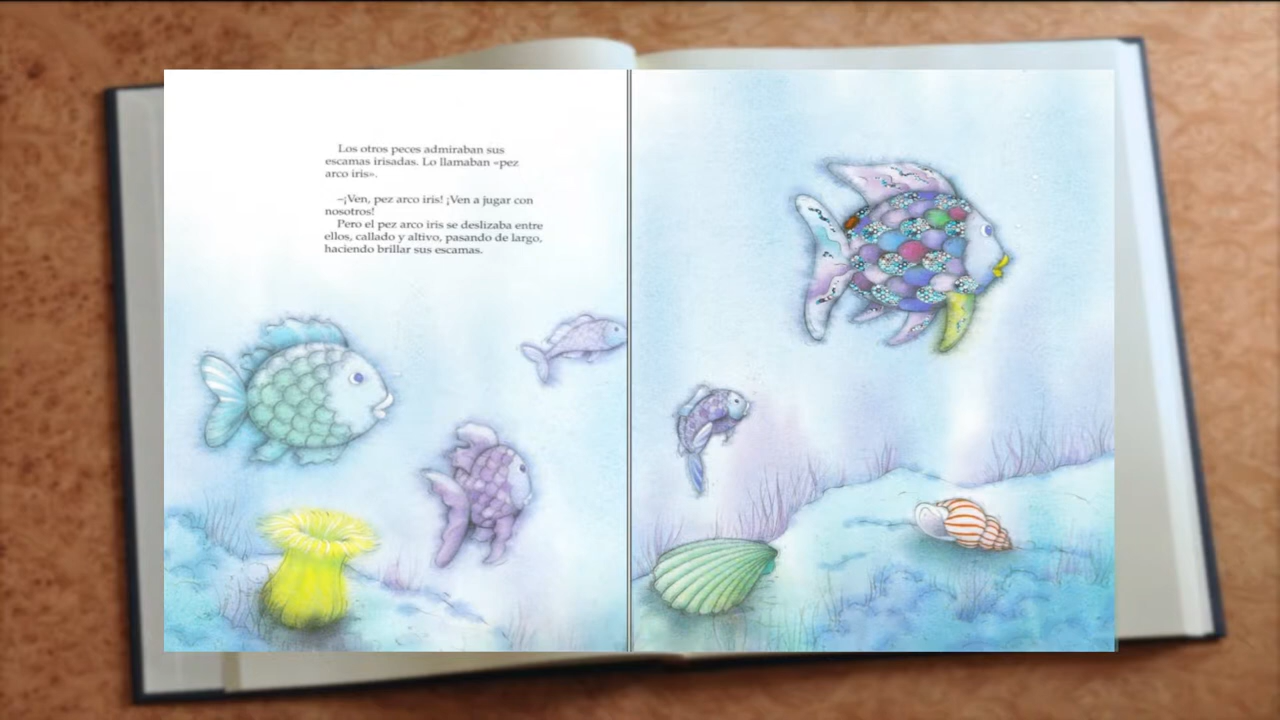 Los otros peces admiraban sus
escamas irisadas. Lo llamaban «pez
arco iris».
–¡Ven, pez arco iris! ¡Ven a jugar con
nosotros!
Pero el pez arco iris se deslizaba entre
ellos, callado y altivo, pasando de largo,
haciendo brillar sus escamas.